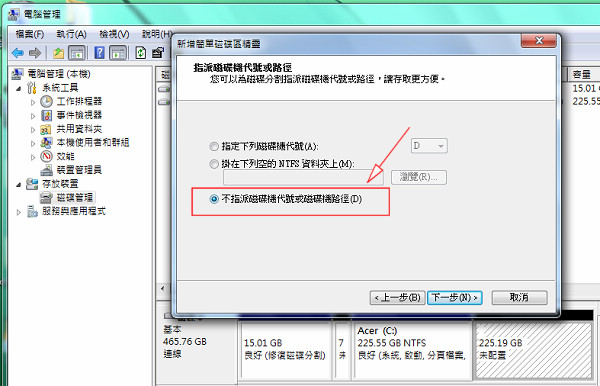 電腦管理
檔案(F) 執行(A) 檢視(V) 說明(H)
電腦管理 (本機)
系統工具
工作排程器
事件檢視器
共用資料夾
本機使用者和群組
效能
裝置管理員
存放裝置
磁碟管理
服務與應用程式
容量
15.01 G
225.55
新增簡單磁碟區精靈
指派磁碟機代號或路徑
您可以為磁碟分割指派磁碟機代號或路徑，讓存取更方便。
指定下列磁碟機代號(A): D
掛在下列空的 NTFS 資料夾上(M):
瀏覽(R)...
不指派磁碟機代號或磁碟機路徑(D)
< 上一步(B) 下一步(N) > 取消
基本
465.76 GB
連線
15.01 GB
良好 (修復磁碟分割)
7
未
Acer (C:)
225.55 GB NTFS
良好 (系統, 啟動, 分頁檔案,
225.19 GB
未配置